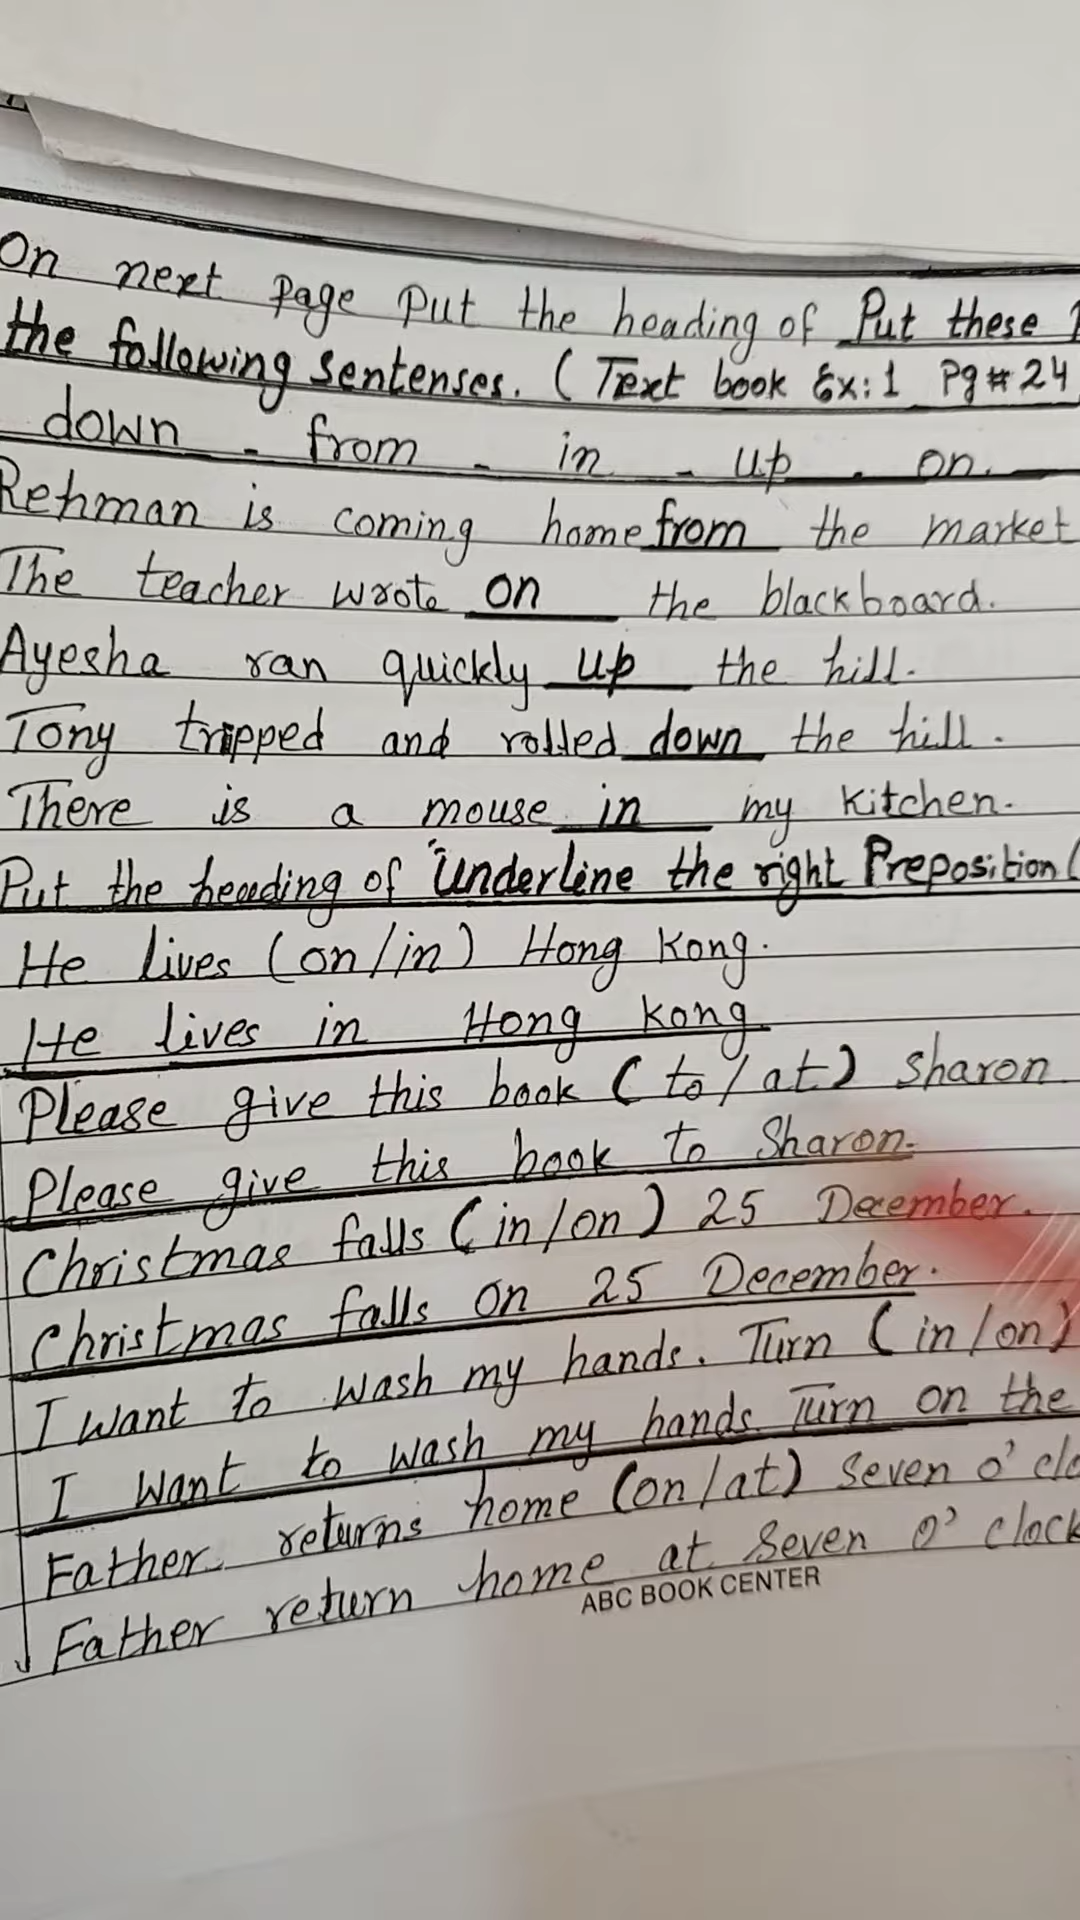 On next page put the heading of Put these
the following sentenses. ( Text book Ex:1 Pg # 24
down - from - in - up - on.
Rehman is coming home from the market
The teacher wrote on the blackboard.
Ayesha ran quickly up the hill.
Tony tripped and rolled down the hill.
There is a mouse in my kitchen.
Put the heading of "Underline the right Preposition (
He lives (on/in) Hong Kong.
He lives in Hong Kong
Please give this book (to/at) Sharon
Please give this book to Sharon.
Christmas falls (in/on) 25 December.
Christmas falls on 25 December.
I want to wash my hands. Turn (in/on)
I want to wash my hands. Turn on the
Father returns home (on/at) seven o'clo
Father return home at seven o'clock
ABC BOOK CENTER